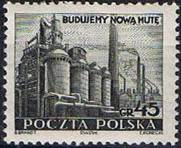 BUDUJEMY NOWĄ HUTĘ
GR 45
POCZTA POLSKA